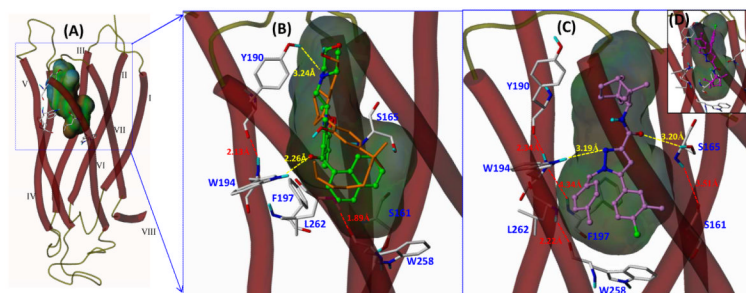 (A)
III
II
V
I
VII
VI
IV
VIII
(B)
Y190
3.24Å
S165
2.26Å
W194
F197
L262
1.89Å
S161
W258
(C)
(D)
Y190
3.20Å
S165
3.19Å
W194
L262
F197
S161
W258